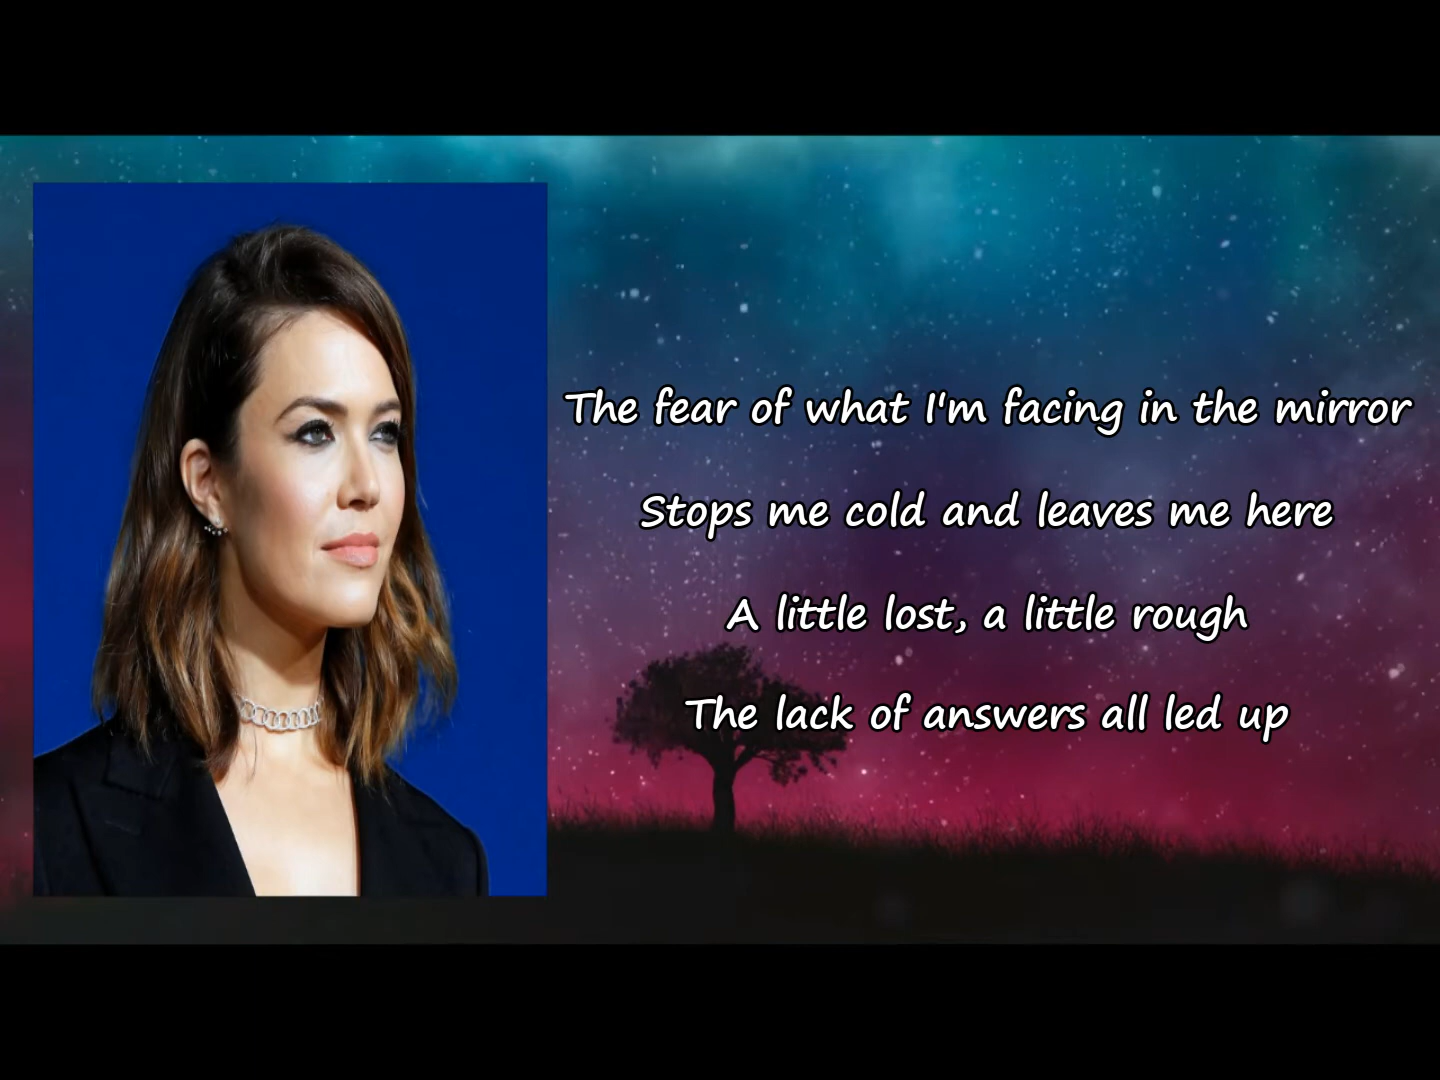 The fear of what I'm facing in the mirror
Stops me cold and leaves me here
A little lost, a little rough
The lack of answers all led up